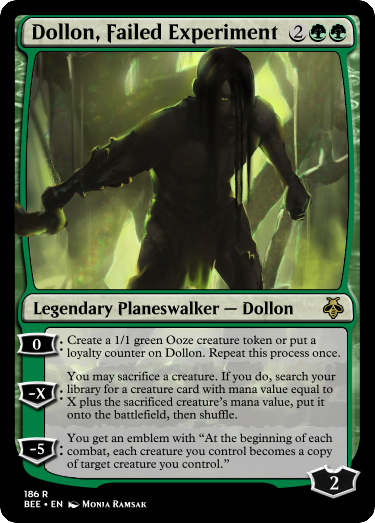 Dollon, Failed Experiment 2
Legendary Planeswalker — Dollon
0: Create a 1/1 green Ooze creature token or put a
loyalty counter on Dollon. Repeat this process once.
-X: You may sacrifice a creature. If you do, search your
library for a creature card with mana value equal to
X plus the sacrificed creature's mana value, put it
onto the battlefield, then shuffle.
-5: You get an emblem with “At the beginning of each
combat, each creature you control becomes a
copy of target creature you control.”
2
186 R
BEE • EN Monja Ramsak